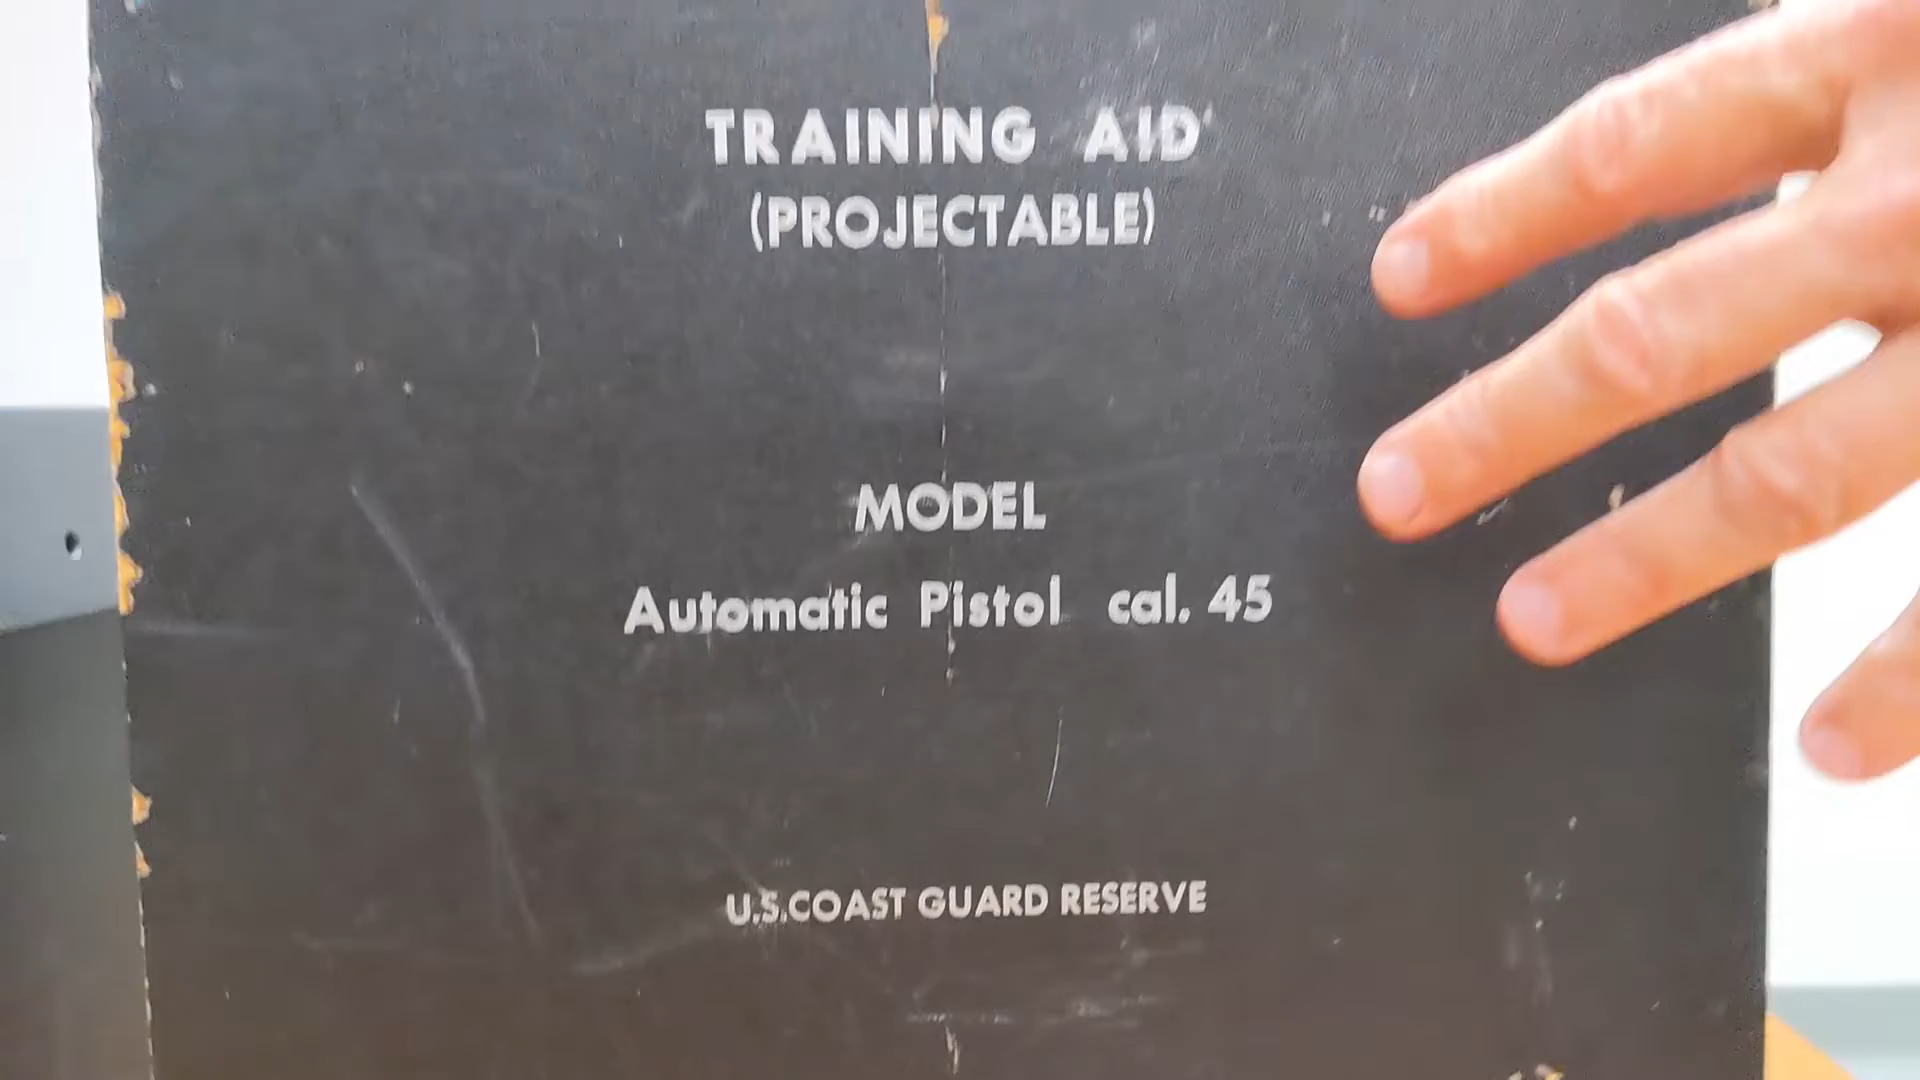 TRAINING AID
(PROJECTABLE)
MODEL
Automatic Pistol cal. 45
U.S.COAST GUARD RESERVE